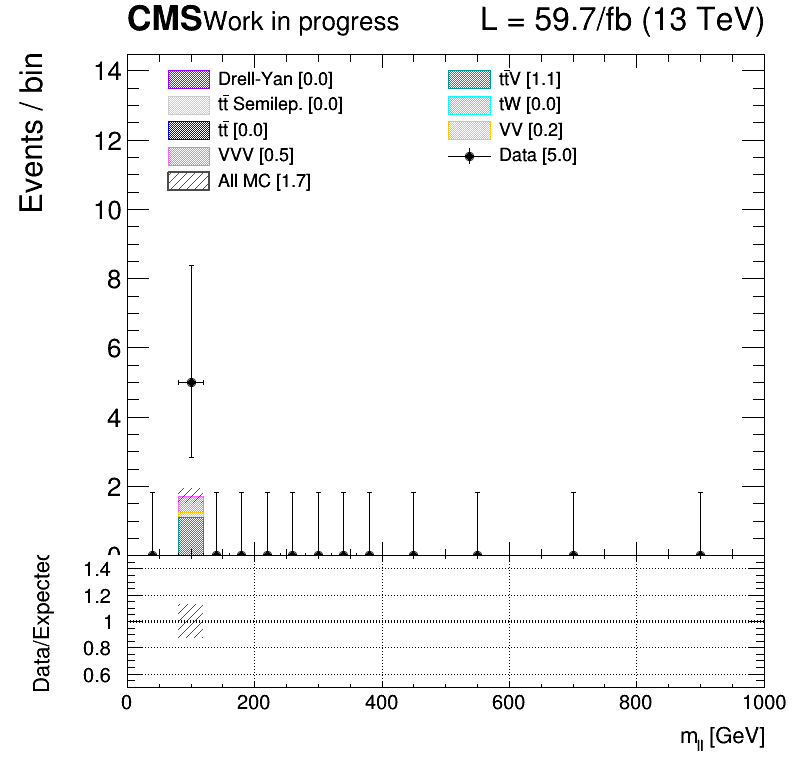 CMS Work in progress L = 59.7/fb (13 TeV)
Events / bin
14
12
10
8
6
4
2
0
Drell-Yan [0.0]
tt̄ Semilep. [0.0]
tt̄ [0.0]
VVV [0.5]
All MC [1.7]
tt̄V [1.1]
tW [0.0]
VV [0.2]
Data [5.0]
Data/Expected
1.4
1.2
1
0.8
0.6
0 200 400 600 800 1000
m_ll [GeV]